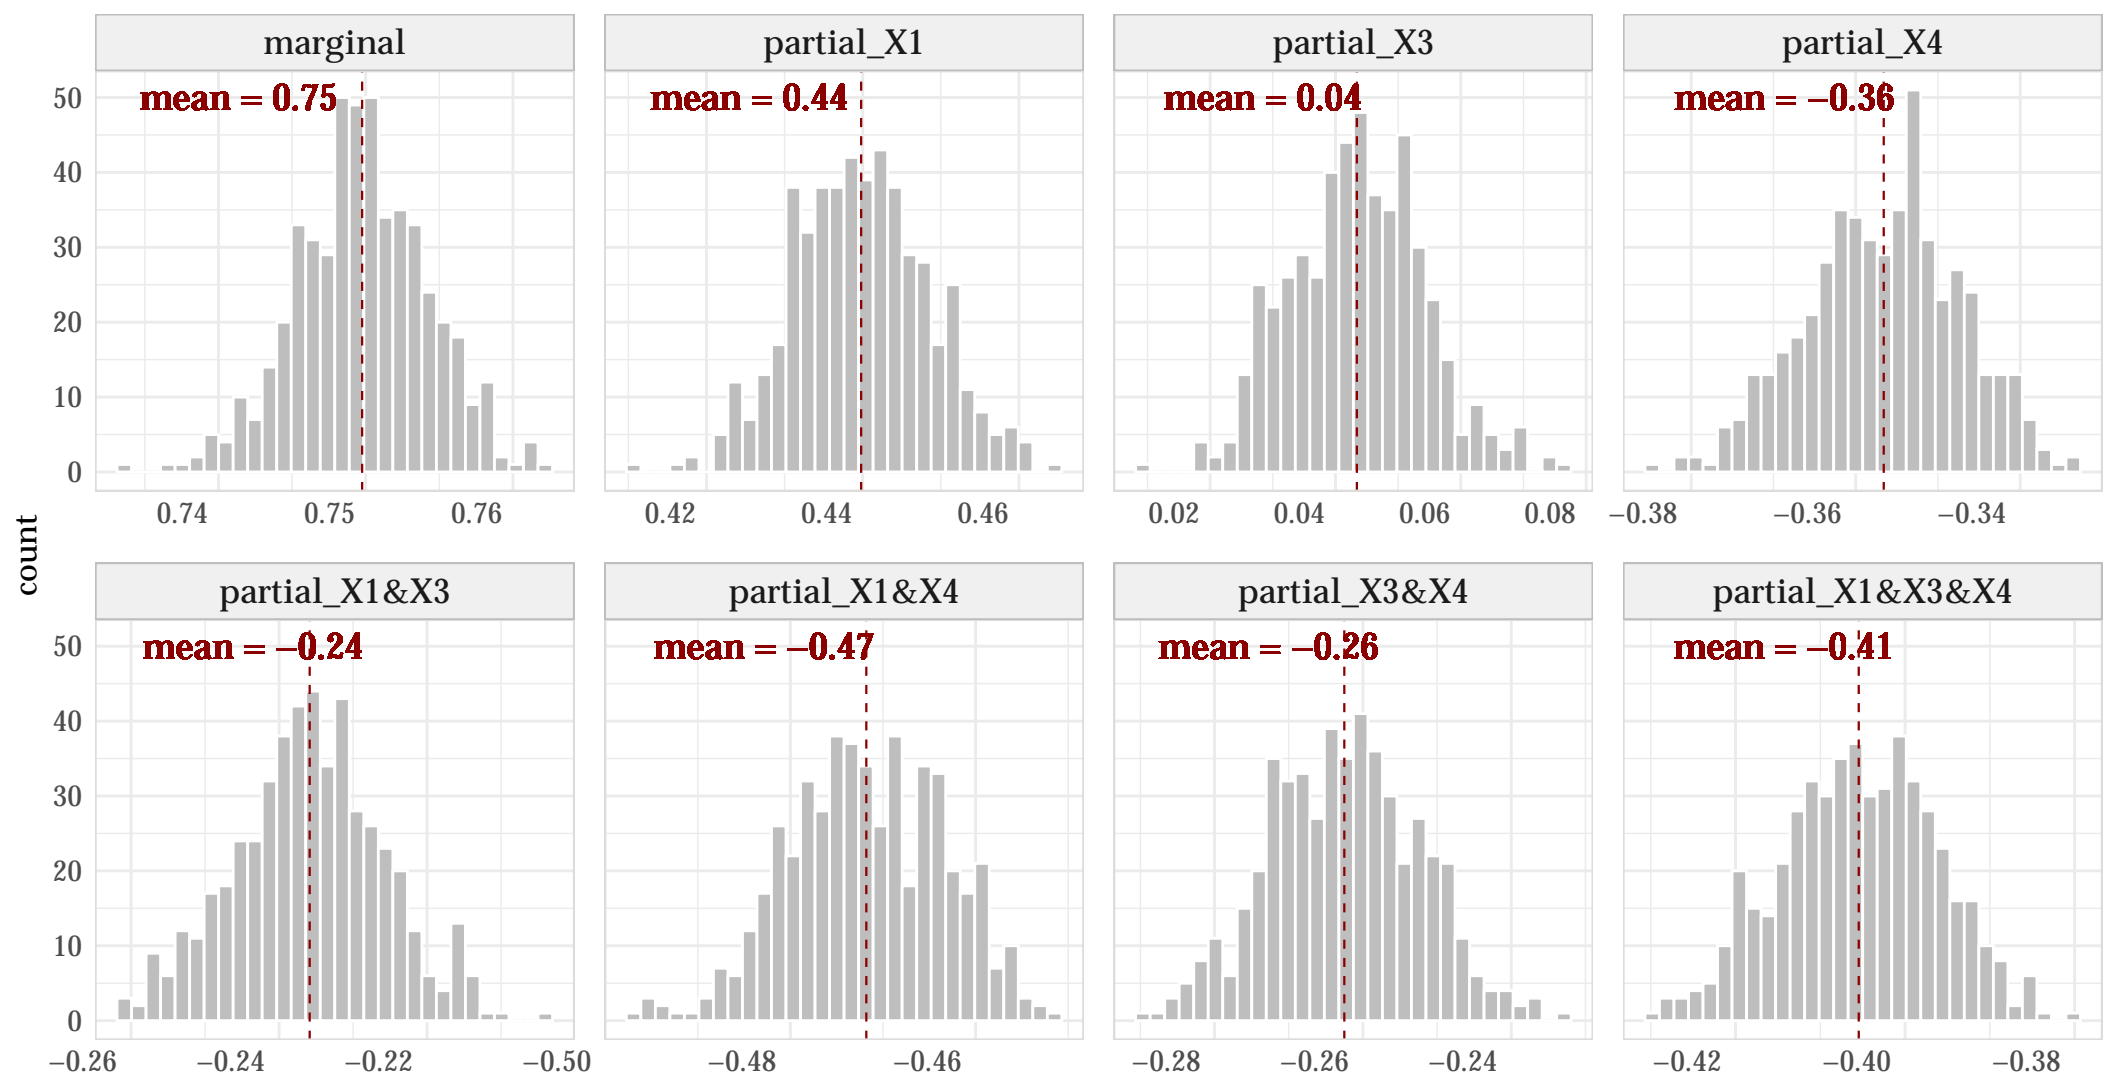 marginal partial_X1 partial_X3 partial_X4
mean = 0.75 mean = 0.44 mean = 0.04 mean = −0.36
50
40
30
20
10
0
0.74 0.75 0.76 0.42 0.44 0.46 0.02 0.04 0.06 0.08 −0.38 −0.36 −0.34
count
partial_X1&X3 partial_X1&X4 partial_X3&X4 partial_X1&X3&X4
mean = −0.24 mean = −0.47 mean = −0.26 mean = −0.41
50
40
30
20
10
0
−0.26 −0.24 −0.22 −0.50 −0.48 −0.46 −0.28 −0.26 −0.24 −0.42 −0.40 −0.38